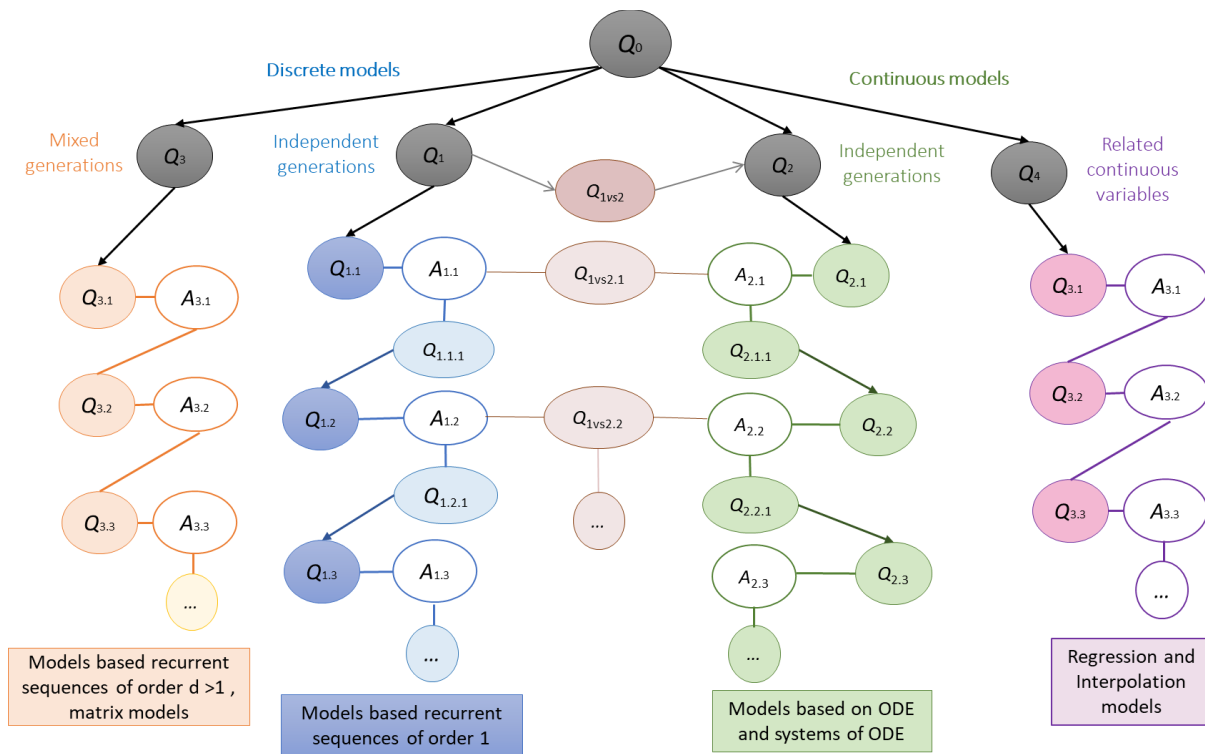 Q0
Discrete models
Continuous models
Mixed
generations
Q3
Independent
generations
Q1
Q1vs2
Q2
Independent
generations
Q4
Related
continuous
variables
Q1.1
A1.1
Q1vs2.1
A2.1
Q2.1
Q3.1
A3.1
Q3.1
A3.1
Q1.1.1
Q2.1.1
Q3.2
A3.2
Q1.2
A1.2
Q1vs2.2
A2.2
Q2.2
Q3.2
A3.2
Q1.2.1
Q2.2.1
Q3.3
A3.3
...
Q3.3
A3.3
Q1.3
A1.3
A2.3
Q2.3
...
...
...
...
Models based recurrent
sequences of order d >1 ,
matrix models
Models based recurrent
sequences of order 1
Models based on ODE
and systems of ODE
Regression and
Interpolation
models